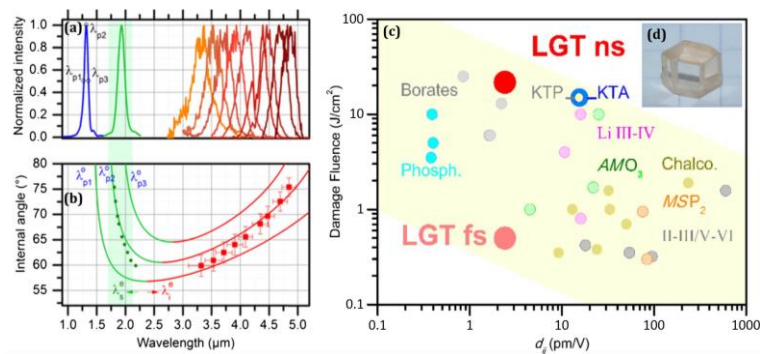 (a)
Normalized intensity
1.0
0.8
0.6
0.4
0.2
0.0
λp2
λp1
λp3
(b)
Internal angle (°)
80
75
70
65
60
55
λºp1
λºp2
λºp3
λsᵉ
λiᵉ
1.0 1.5 2.0 2.5 3.0 3.5 4.0 4.5 5.0
Wavelength (µm)
(c)
(d)
Damage Fluence (J/cm²)
100
10
1
0.1
LGT ns
Borates
KTP
KTA
Li III-IV
Phosph.
AMO₃
Chalco.
MSP₂
LGT fs
II-III/V-VI
0.1 1 10 100 1000
dij (pm/V)